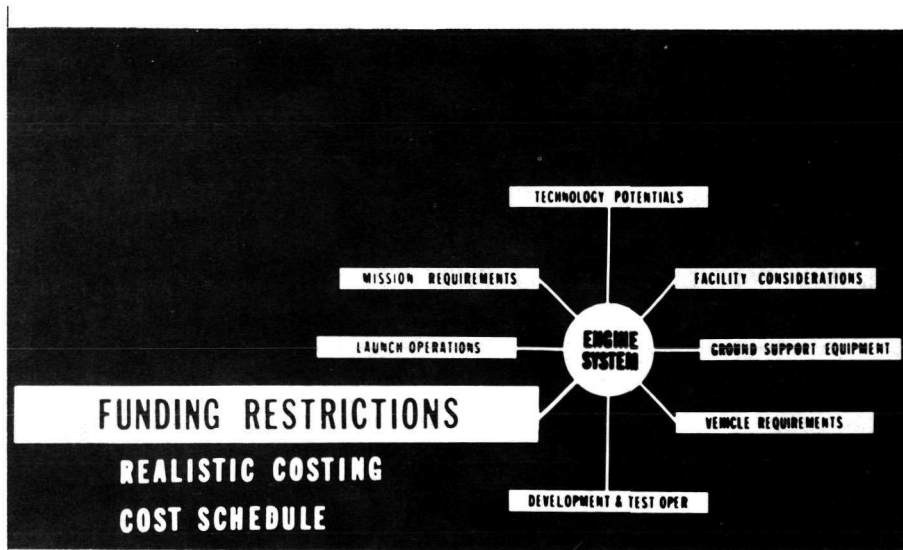 TECHNOLOGY POTENTIALS
MISSION REQUIREMENTS
FACILITY CONSIDERATIONS
LAUNCH OPERATIONS
ENGINE
SYSTEM
GROUND SUPPORT EQUIPMENT
FUNDING RESTRICTIONS
VEHICLE REQUIREMENTS
REALISTIC COSTING
COST SCHEDULE
DEVELOPMENT & TEST OPER